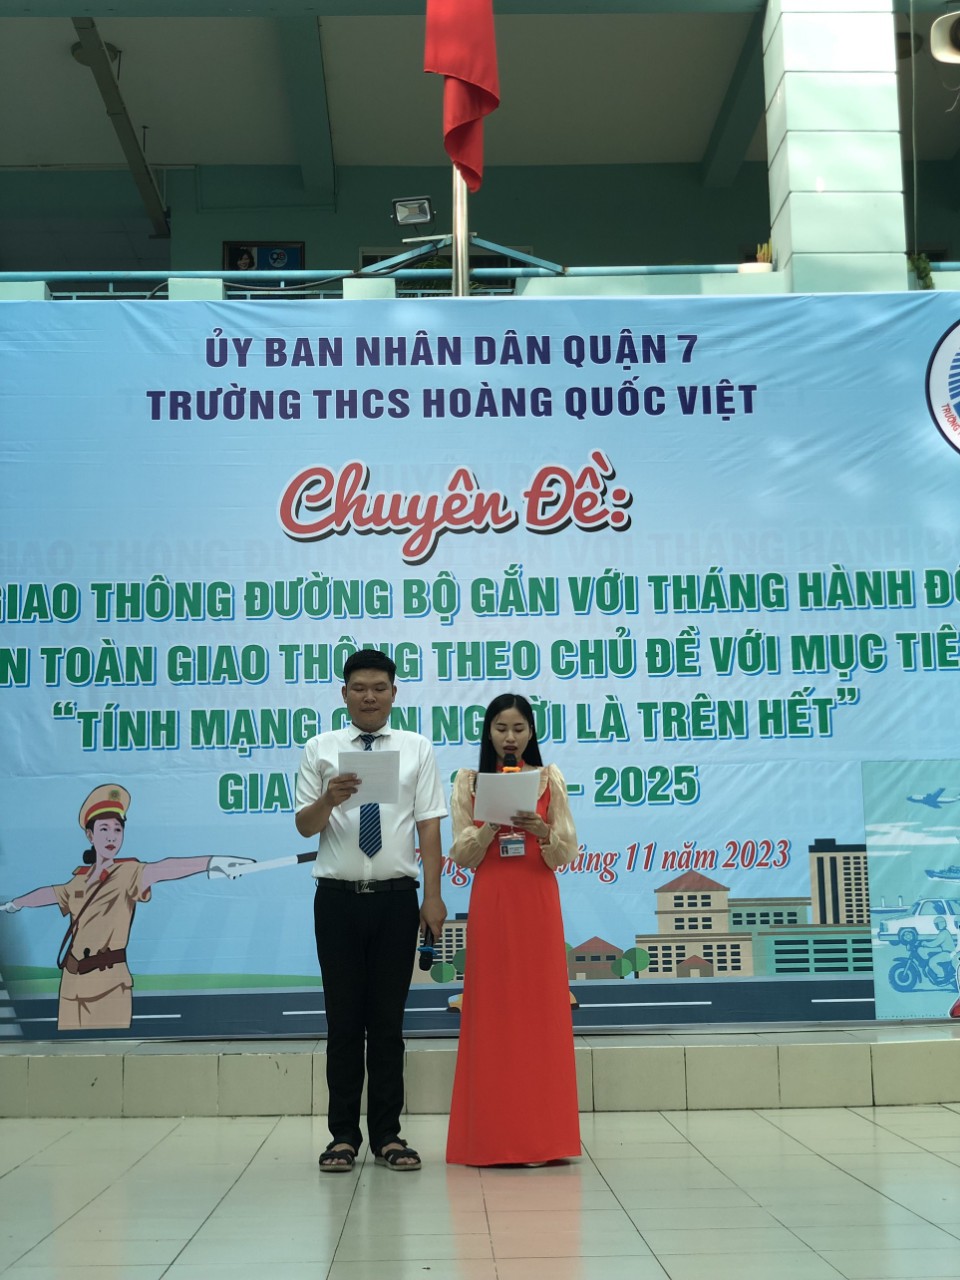 ỦY BAN NHÂN DÂN QUẬN 7
TRƯỜNG THCS HOÀNG QUỐC VIỆT
Chuyên Đề:
GIAO THÔNG ĐƯỜNG BỘ GẮN VỚI THÁNG HÀNH
TOÀN GIAO THÔNG THEO CHỦ ĐỀ VỚI MỤC
“TÍNH MẠNG NGƯỜI LÀ TRÊN HẾT”
- 2025
11 năm 2023
TRƯỜNG